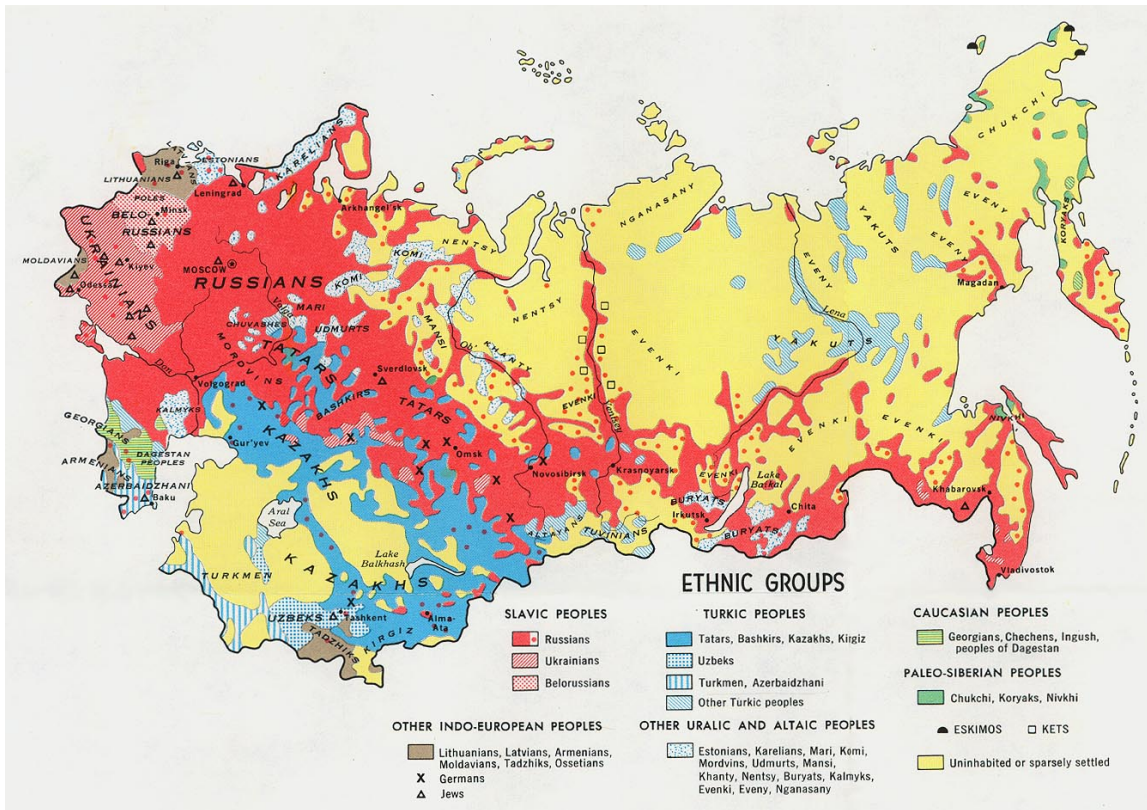 LATVIANS
Riga
ESTONIANS
LITHUANIANS
Leningrad
KARELIANS
POLES
BELO
Minsk
RUSSIANS
UKRAINIANS
Kiyev
MOLDAVIANS
Odessa
MOSCOW
RUSSIANS
Arkhangel'sk
NENTSY
KOMI
KOMI
NGANASANY
CHUKCHI
EVENY
KORYAKS
YAKUTS
EVENY
EVENY
Magadan
Volga
MARI
CHUVASHES
UDMURTS
MORDVINS
TATARS
MANSI
NENTSY
Ob'
KHANTY
EVENKI
Lena
YAKUTS
Don
Volgograd
Sverdlovsk
BASHKIRS
TATARS
EVENKI
Yenisey
EVENKI
EVENKI
NIVKHI
KALMYKS
GEORGIANS
DAGESTAN
PEOPLES
ARMENIANS
AZERBAIDZHANI
Baku
Gur'yev
KAZAKHS
Omsk
Novosibirsk
Krasnoyarsk
EVENKI
Lake
Baikal
BURYATS
Irkutsk
Chita
BURYATS
Khabarovsk
Vladivostok
Aral
Sea
ALTAYANS
TUVINIANS
KAZAKHS
Lake
Balkhash
TURKMEN
UZBEKS
Tashkent
TADZHIKS
KIRGIZ
Alma-
Ata
ETHNIC GROUPS
SLAVIC PEOPLES
Russians
Ukrainians
Belorussians
OTHER INDO-EUROPEAN PEOPLES
Lithuanians, Latvians, Armenians,
Moldavians, Tadzhiks, Ossetians
X Germans
Jews
TURKIC PEOPLES
Tatars, Bashkirs, Kazakhs, Kirgiz
Uzbeks
Turkmen, Azerbaidzhani
Other Turkic peoples
OTHER URALIC AND ALTAIC PEOPLES
Estonians, Karelians, Mari, Komi,
Mordvins, Udmurts, Mansi,
Khanty, Nentsy, Buryats, Kalmyks,
Evenki, Eveny, Nganasany
CAUCASIAN PEOPLES
Georgians, Chechens, Ingush,
peoples of Dagestan
PALEO-SIBERIAN PEOPLES
Chukchi, Koryaks, Nivkhi
ESKIMOS
KETS
Uninhabited or sparsely settled